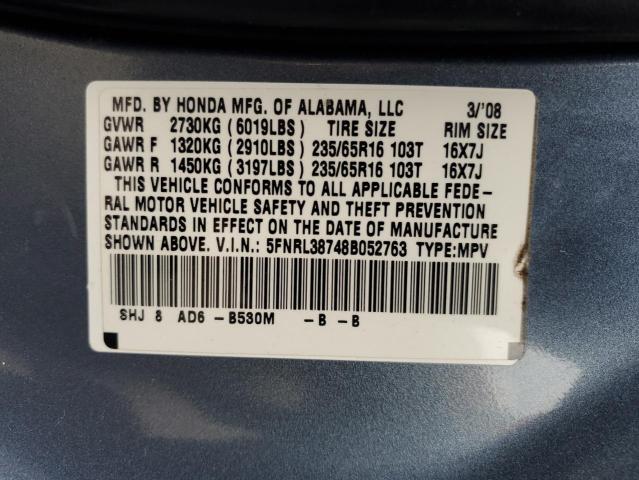 MFD. BY HONDA MFG. OF ALABAMA, LLC 3/'08
GVWR 2730KG (6019LBS) TIRE SIZE RIM SIZE
GAWR F 1320KG (2910LBS) 235/65R16 103T 16X7J
GAWR R 1450KG (3197LBS) 235/65R16 103T 16X7J
THIS VEHICLE CONFORMS TO ALL APPLICABLE FEDE-
RAL MOTOR VEHICLE SAFETY AND THEFT PREVENTION
STANDARDS IN EFFECT ON THE DATE OF MANUFACTURE
SHOWN ABOVE. V.I.N.: 5FNRL38748B052763 TYPE:MPV
SHJ 8 AD6 -B530M -B -B